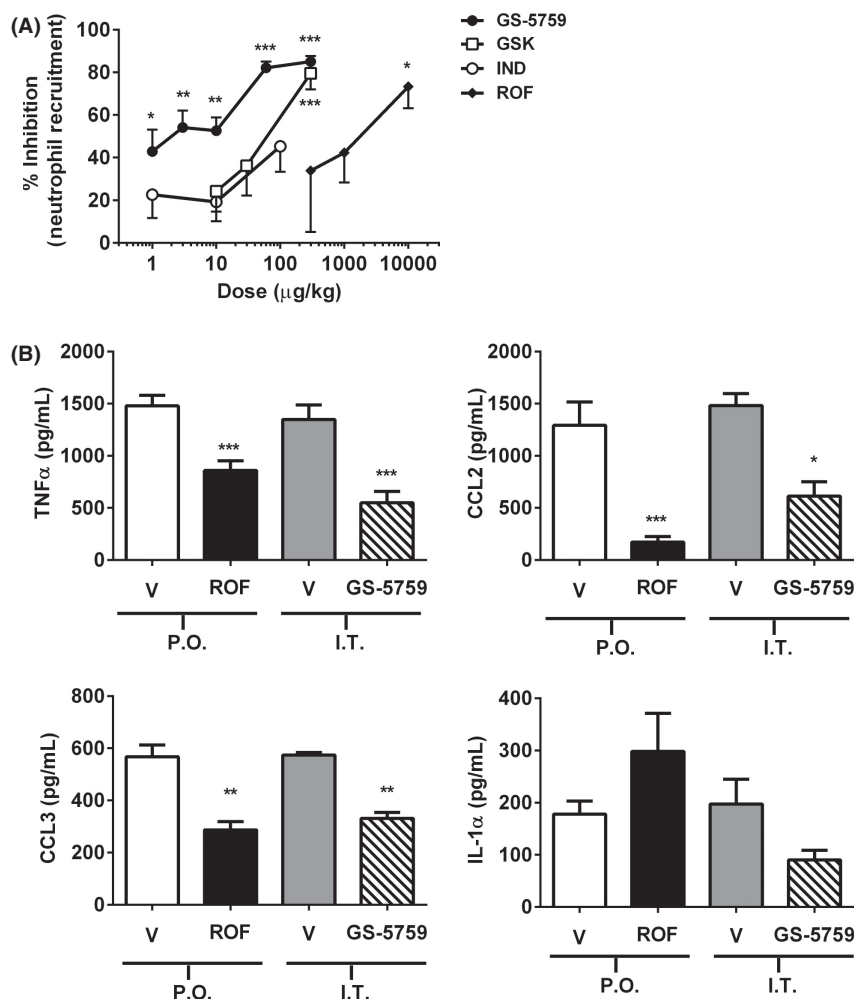 (A)
GS-5759
GSK
IND
ROF
% Inhibition
(neutrophil recruitment)
100
80
60
40
20
0
*
**
**
***
***
***
*
1
10
100
1000
10000
Dose (μg/kg)
(B)
TNFα (pg/mL)
2000
1500
1000
500
0
***
***
V
ROF
V
GS-5759
P.O.
I.T.
CCL2 (pg/mL)
2000
1500
1000
500
0
***
*
V
ROF
V
GS-5759
P.O.
I.T.
CCL3 (pg/mL)
800
600
400
200
0
**
**
V
ROF
V
GS-5759
P.O.
I.T.
IL-1α (pg/mL)
400
300
200
100
0
V
ROF
V
GS-5759
P.O.
I.T.